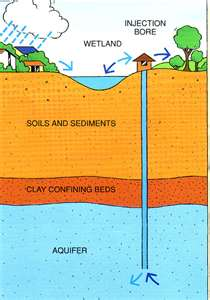 INJECTION
BORE
WETLAND
SOILS AND SEDIMENTS
CLAY CONFINING BEDS
AQUIFER